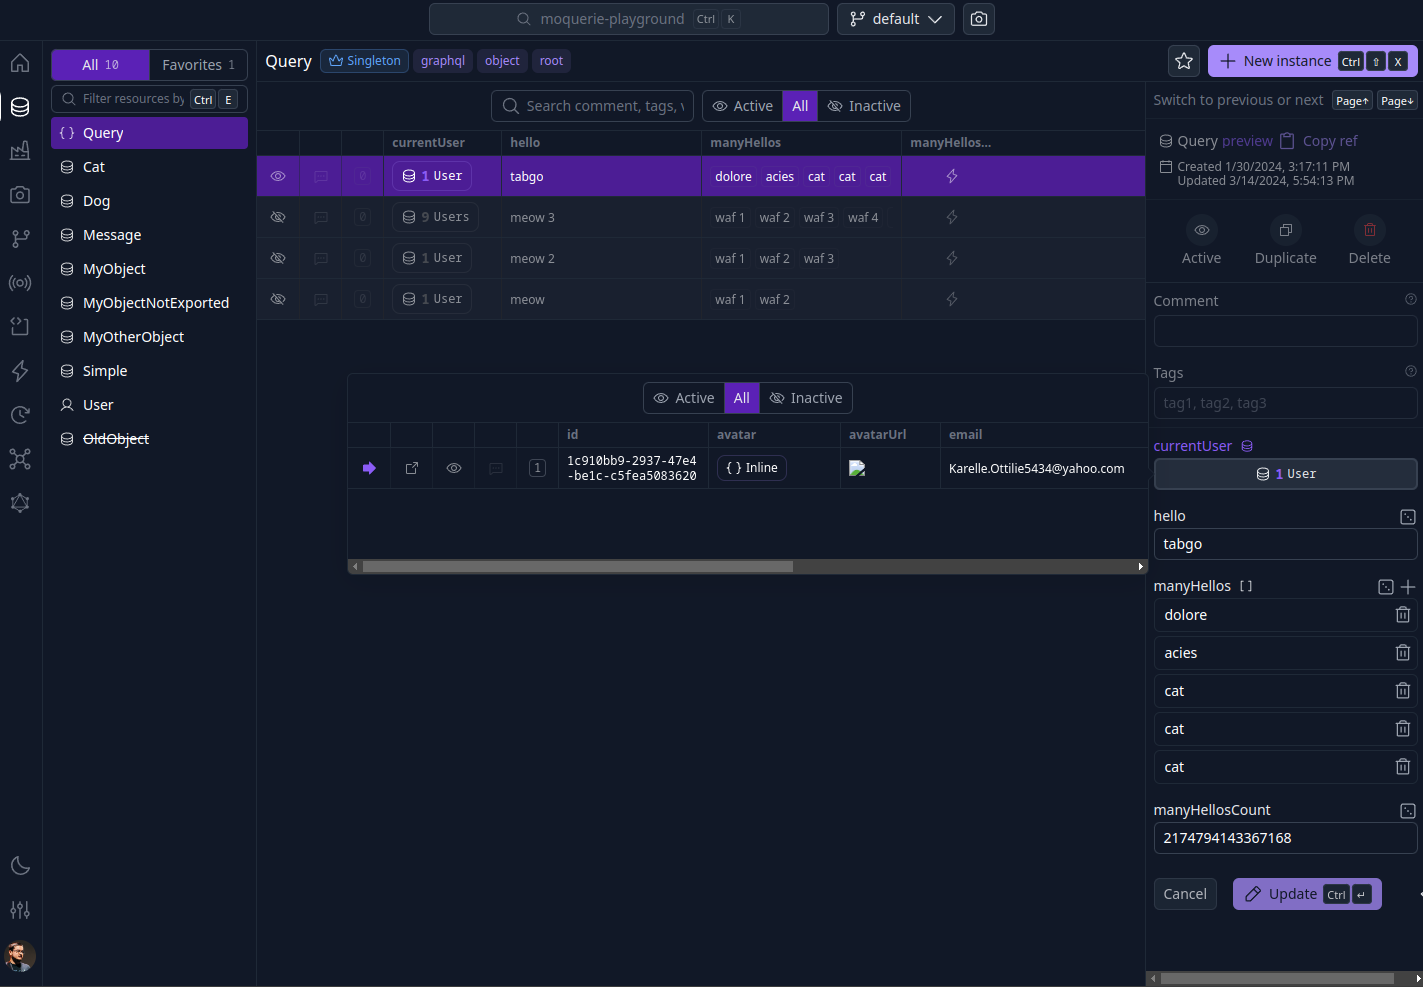 moquerie-playground Ctrl K
default
All 10
Favorites 1
Filter resources by Ctrl E
Query
Cat
Dog
Message
MyObject
MyObjectNotExported
MyOtherObject
Simple
User
OldObject
Query Singleton graphql object root
New instance Ctrl ⇧ X
Search comment, tags, v
Active All Inactive
currentUser hello manyHellos manyHellos...
0 1 User tabgo dolore acies cat cat cat
0 9 Users meow 3 waf 1 waf 2 waf 3 waf 4
0 1 User meow 2 waf 1 waf 2 waf 3
0 1 User meow waf 1 waf 2
Active All Inactive
id avatar avatarUrl email
1 1c910bb9-2937-47e4
-be1c-c5fea5083620
{ } Inline
Karelle.Ottilie5434@yahoo.com
Switch to previous or next Page↑ Page↓
Query preview Copy ref
Created 1/30/2024, 3:17:11 PM
Updated 3/14/2024, 5:54:13 PM
Active Duplicate Delete
Comment
Tags
tag1, tag2, tag3
currentUser
1 User
hello
tabgo
manyHellos []
dolore
acies
cat
cat
cat
manyHellosCount
2174794143367168
Cancel
Update Ctrl ↵